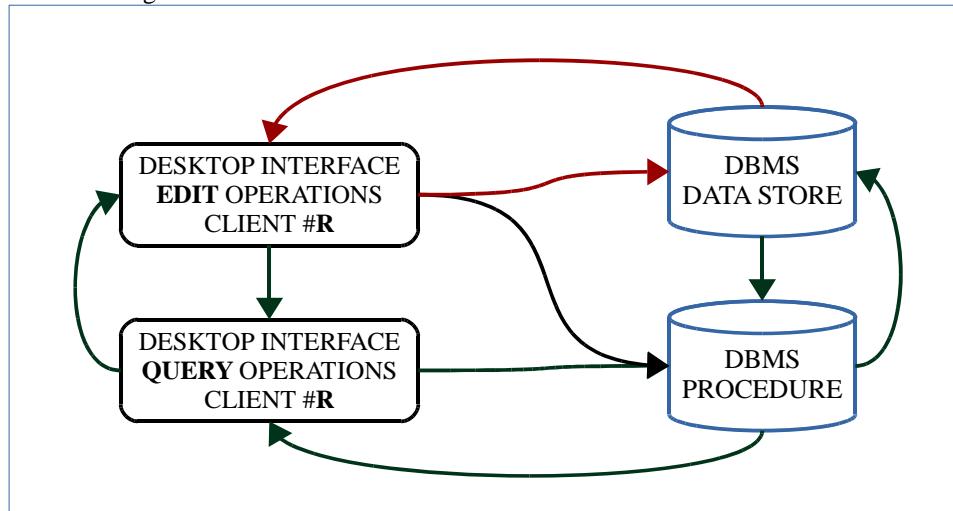 DESKTOP INTERFACE
EDIT OPERATIONS
CLIENT #R
DBMS
DATA STORE
DESKTOP INTERFACE
QUERY OPERATIONS
CLIENT #R
DBMS
PROCEDURE